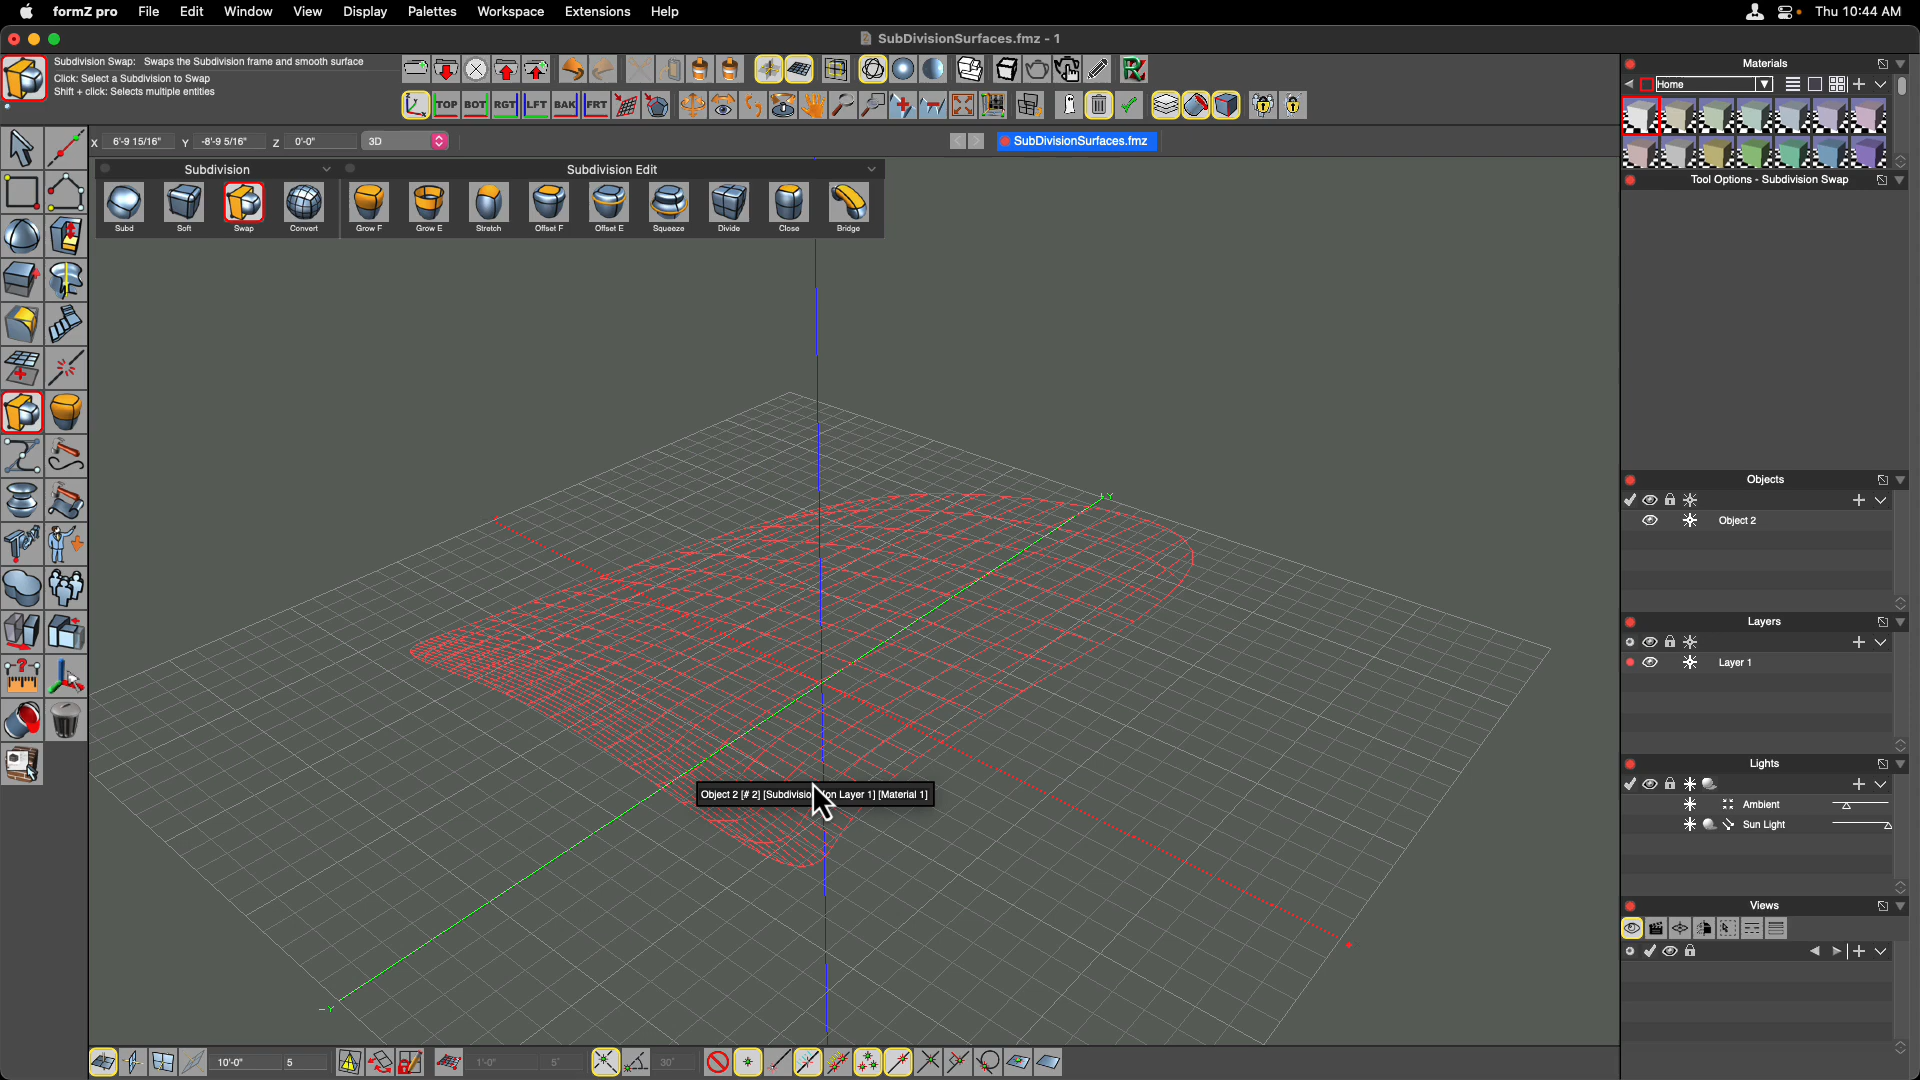 formZ pro File Edit Window View Display Palettes Workspace Extensions Help Thu 10:44 AM
SubDivisionSurfaces.fmz - 1
Subdivision Swap: Swaps the Subdivision frame and smooth surface
Click: Select a Subdivision to Swap
Shift + click: Selects multiple entities
Materials
Home
TOP BOT RGT LFT BAK FRT
X 6'-9 15/16" Y -8'-9 5/16" Z 0'-0" 3D
SubDivisionSurfaces.fmz
Subdivision
Subdivision Edit
Subd Soft Swap Convert Grow F Grow E Stretch Offset F Offset E Squeeze Divide Close Bridge
Tool Options - Subdivision Swap
Objects
Object 2
Layers
Layer 1
Lights
Ambient
Sun Light
Views
+Y
Object 2 [# 2] [Subdivision on Layer 1] [Material 1]
-Y
10'-0" 5 1'-0" 5° 30°